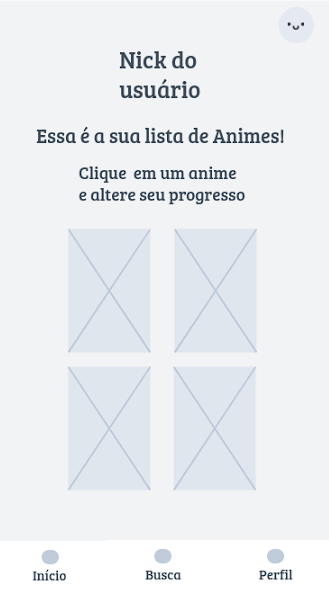 Nick do
usuário
Essa é a sua lista de Animes!
Clique em um anime
e altere seu progresso
Início
Busca
Perfil